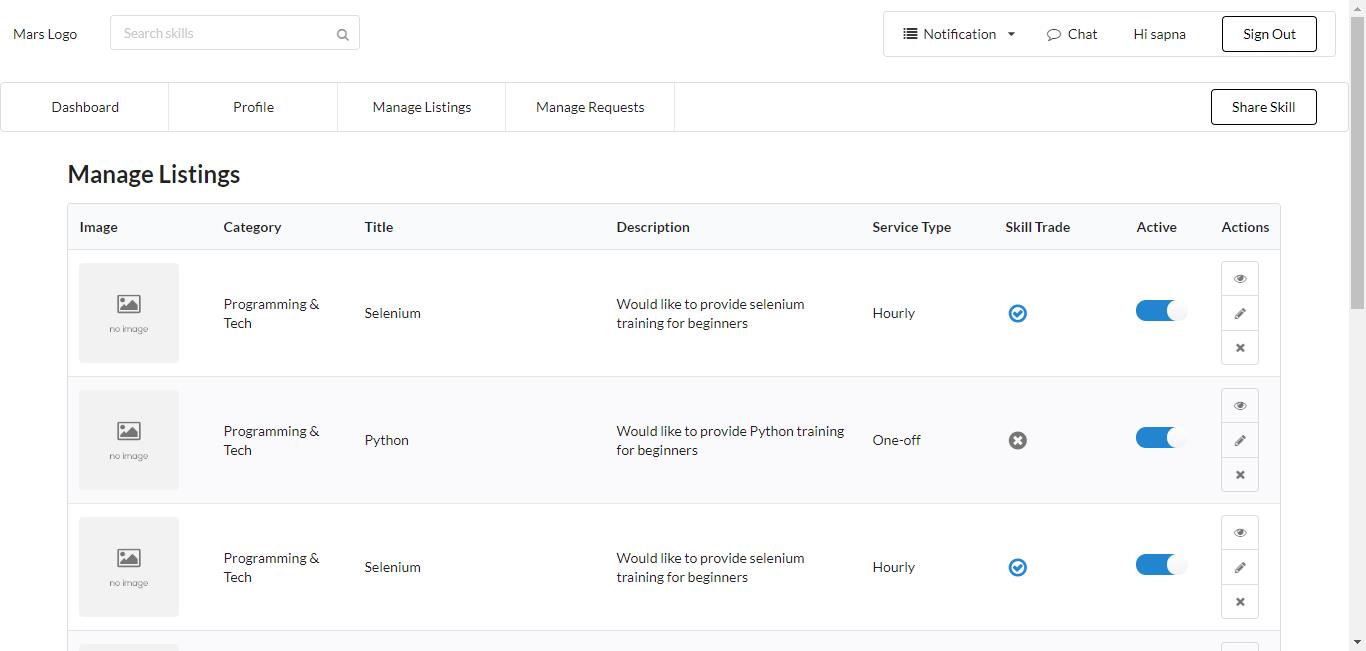 Mars Logo
Search skills
Notification
Chat
Hi sapna
Sign Out
Dashboard
Profile
Manage Listings
Manage Requests
Share Skill
Manage Listings
Image Category Title Description Service Type Skill Trade Active Actions
no image
Programming &
Tech
Selenium
Would like to provide selenium
training for beginners
Hourly
no image
Programming &
Tech
Python
Would like to provide Python training
for beginners
One-off
no image
Programming &
Tech
Selenium
Would like to provide selenium
training for beginners
Hourly